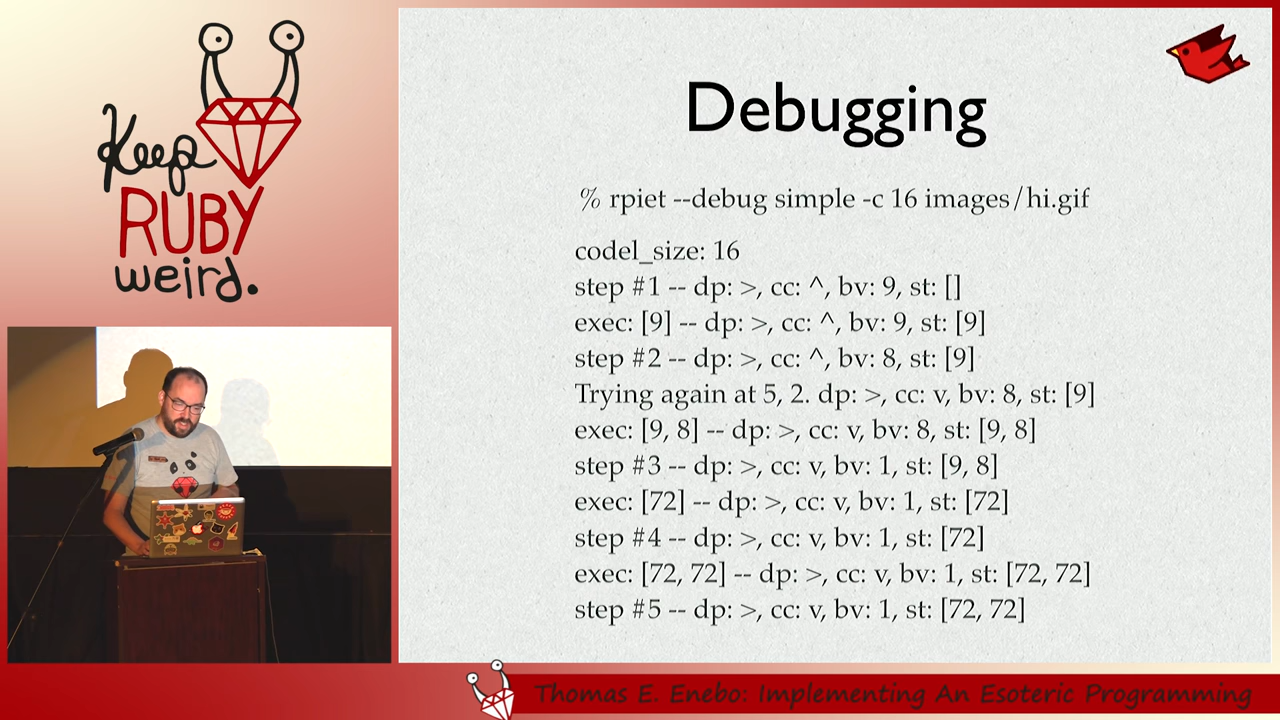 Keep
RUBY
weird.
Debugging
% rpiet --debug simple -c 16 images/hi.gif
codel_size: 16
step #1 -- dp: >, cc: ^, bv: 9, st: []
exec: [9] -- dp: >, cc: ^, bv: 9, st: [9]
step #2 -- dp: >, cc: ^, bv: 8, st: [9]
Trying again at 5, 2. dp: >, cc: v, bv: 8, st: [9]
exec: [9, 8] -- dp: >, cc: v, bv: 8, st: [9, 8]
step #3 -- dp: >, cc: v, bv: 1, st: [9, 8]
exec: [72] -- dp: >, cc: v, bv: 1, st: [72]
step #4 -- dp: >, cc: v, bv: 1, st: [72]
exec: [72, 72] -- dp: >, cc: v, bv: 1, st: [72, 72]
step #5 -- dp: >, cc: v, bv: 1, st: [72, 72]
Thomas E. Enebo: Implementing An Esoteric Programming